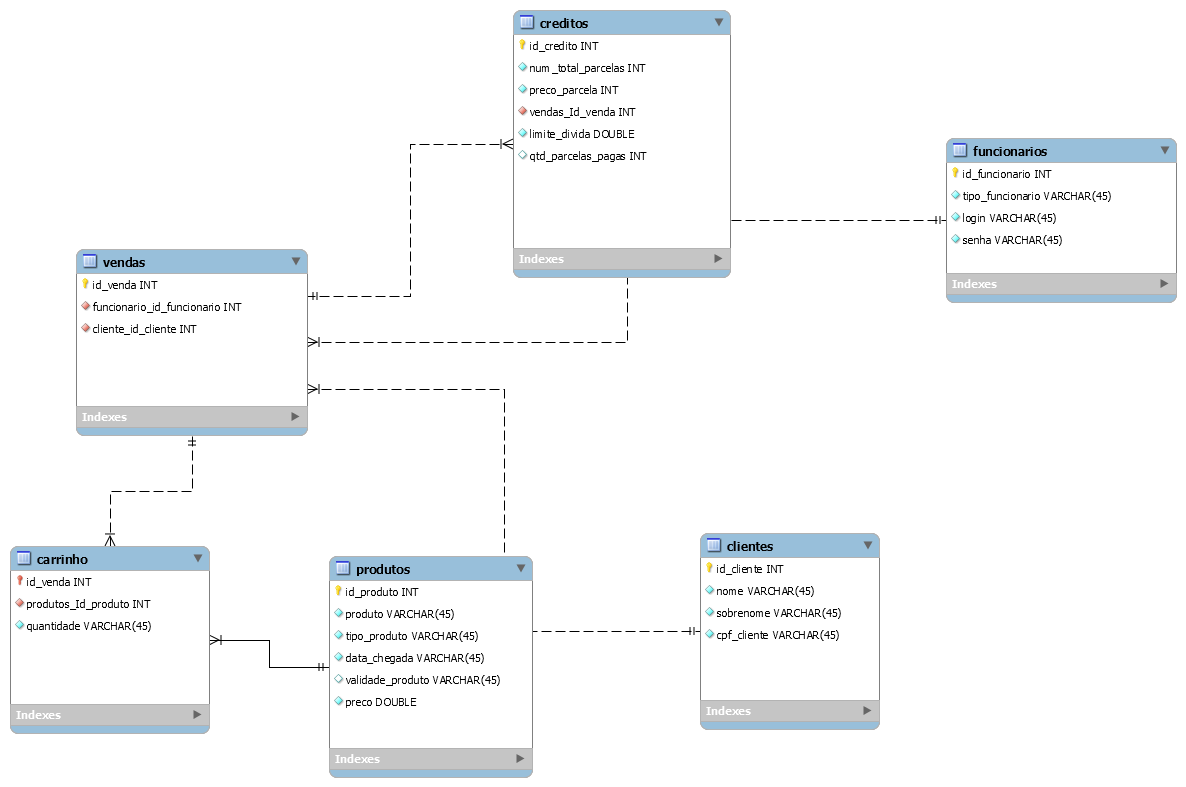 creditos
id_credito INT
num_total_parcelas INT
preco_parcela INT
vendas_Id_venda INT
limite_divida DOUBLE
qtd_parcelas_pagas INT
Indexes
funcionarios
id_funcionario INT
tipo_funcionario VARCHAR(45)
login VARCHAR(45)
senha VARCHAR(45)
Indexes
vendas
id_venda INT
funcionario_id_funcionario INT
cliente_id_cliente INT
Indexes
carrinho
id_venda INT
produtos_Id_produto INT
quantidade VARCHAR(45)
Indexes
produtos
id_produto INT
produto VARCHAR(45)
tipo_produto VARCHAR(45)
data_chegada VARCHAR(45)
validade_produto VARCHAR(45)
preco DOUBLE
Indexes
clientes
id_cliente INT
nome VARCHAR(45)
sobrenome VARCHAR(45)
cpf_cliente VARCHAR(45)
Indexes